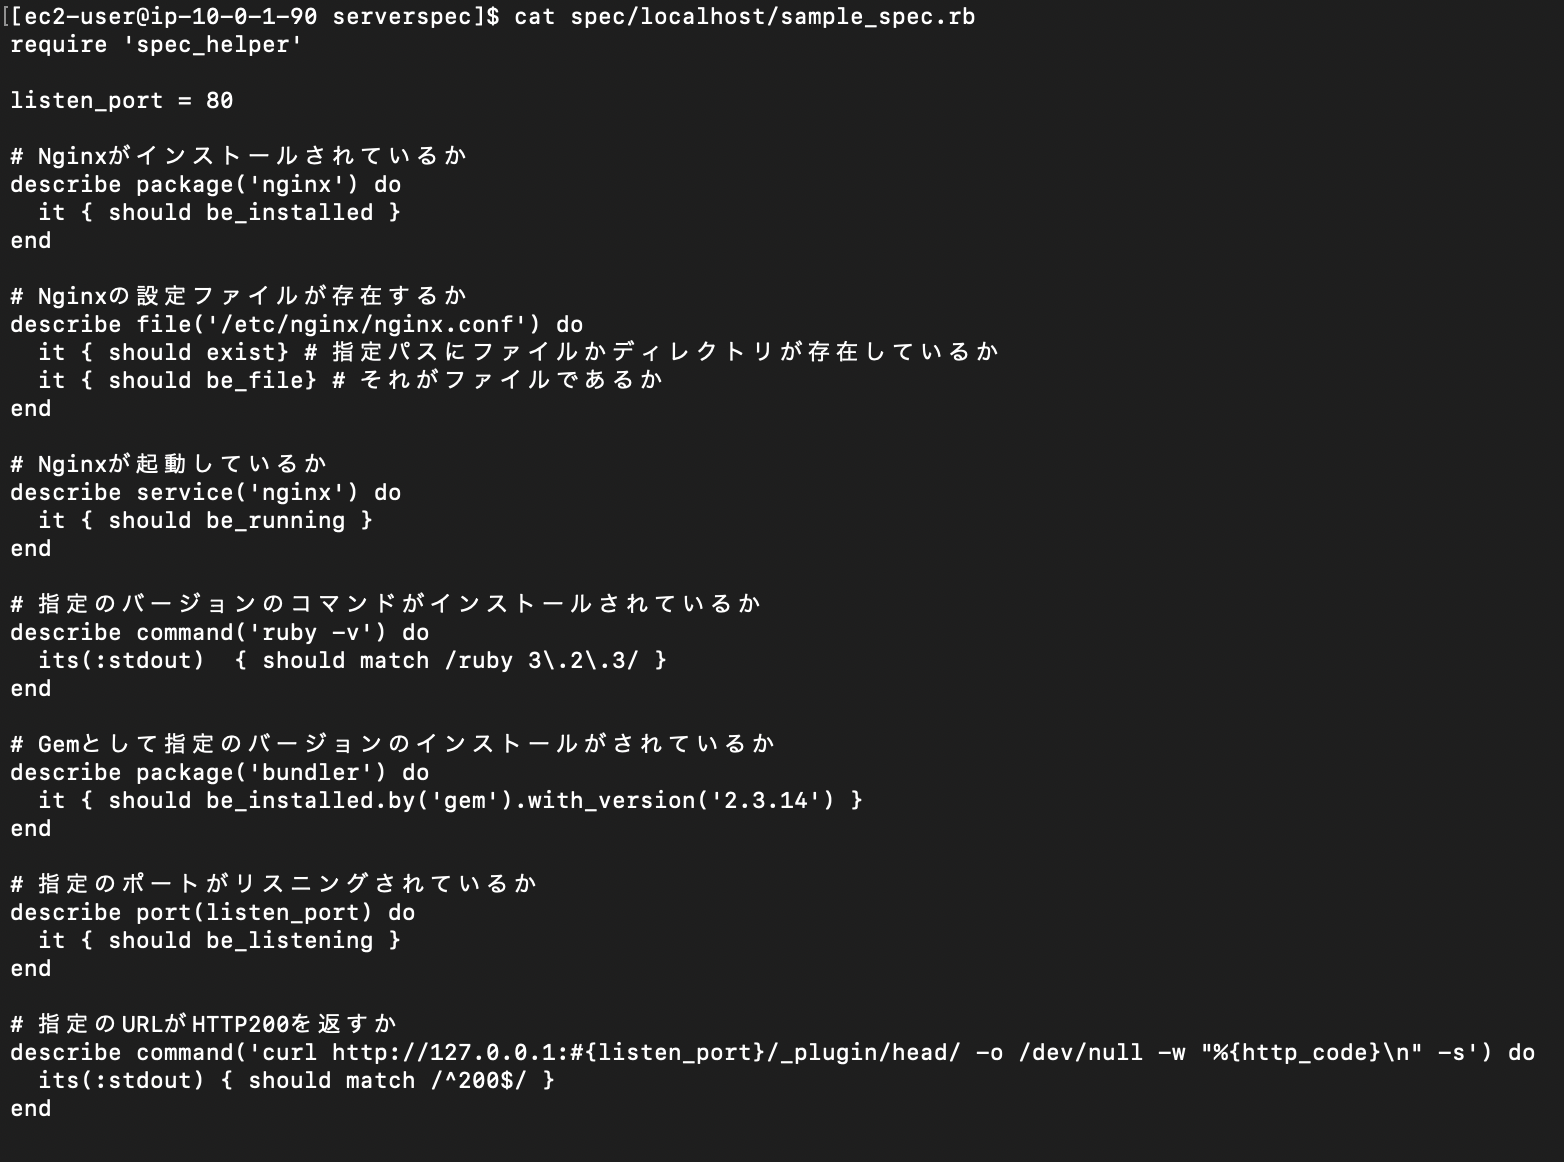 [[ec2-user@ip-10-0-1-90 serverspec]$ cat spec/localhost/sample_spec.rb
require 'spec_helper'

listen_port = 80

# Nginxがインストールされているか
describe package('nginx') do
  it { should be_installed }
end

# Nginxの設定ファイルが存在するか
describe file('/etc/nginx/nginx.conf') do
  it { should exist} # 指定パスにファイルかディレクトリが存在しているか
  it { should be_file} # それがファイルであるか
end

# Nginxが起動しているか
describe service('nginx') do
  it { should be_running }
end

# 指定のバージョンのコマンドがインストールされているか
describe command('ruby -v') do
  its(:stdout)  { should match /ruby 3\.2\.3/ }
end

# Gemとして指定のバージョンのインストールがされているか
describe package('bundler') do
  it { should be_installed.by('gem').with_version('2.3.14') }
end

# 指定のポートがリスニングされているか
describe port(listen_port) do
  it { should be_listening }
end

# 指定のURLがHTTP200を返すか
describe command('curl http://127.0.0.1:#{listen_port}/_plugin/head/ -o /dev/null -w "%{http_code}\n" -s') do
  its(:stdout) { should match /^200$/ }
end